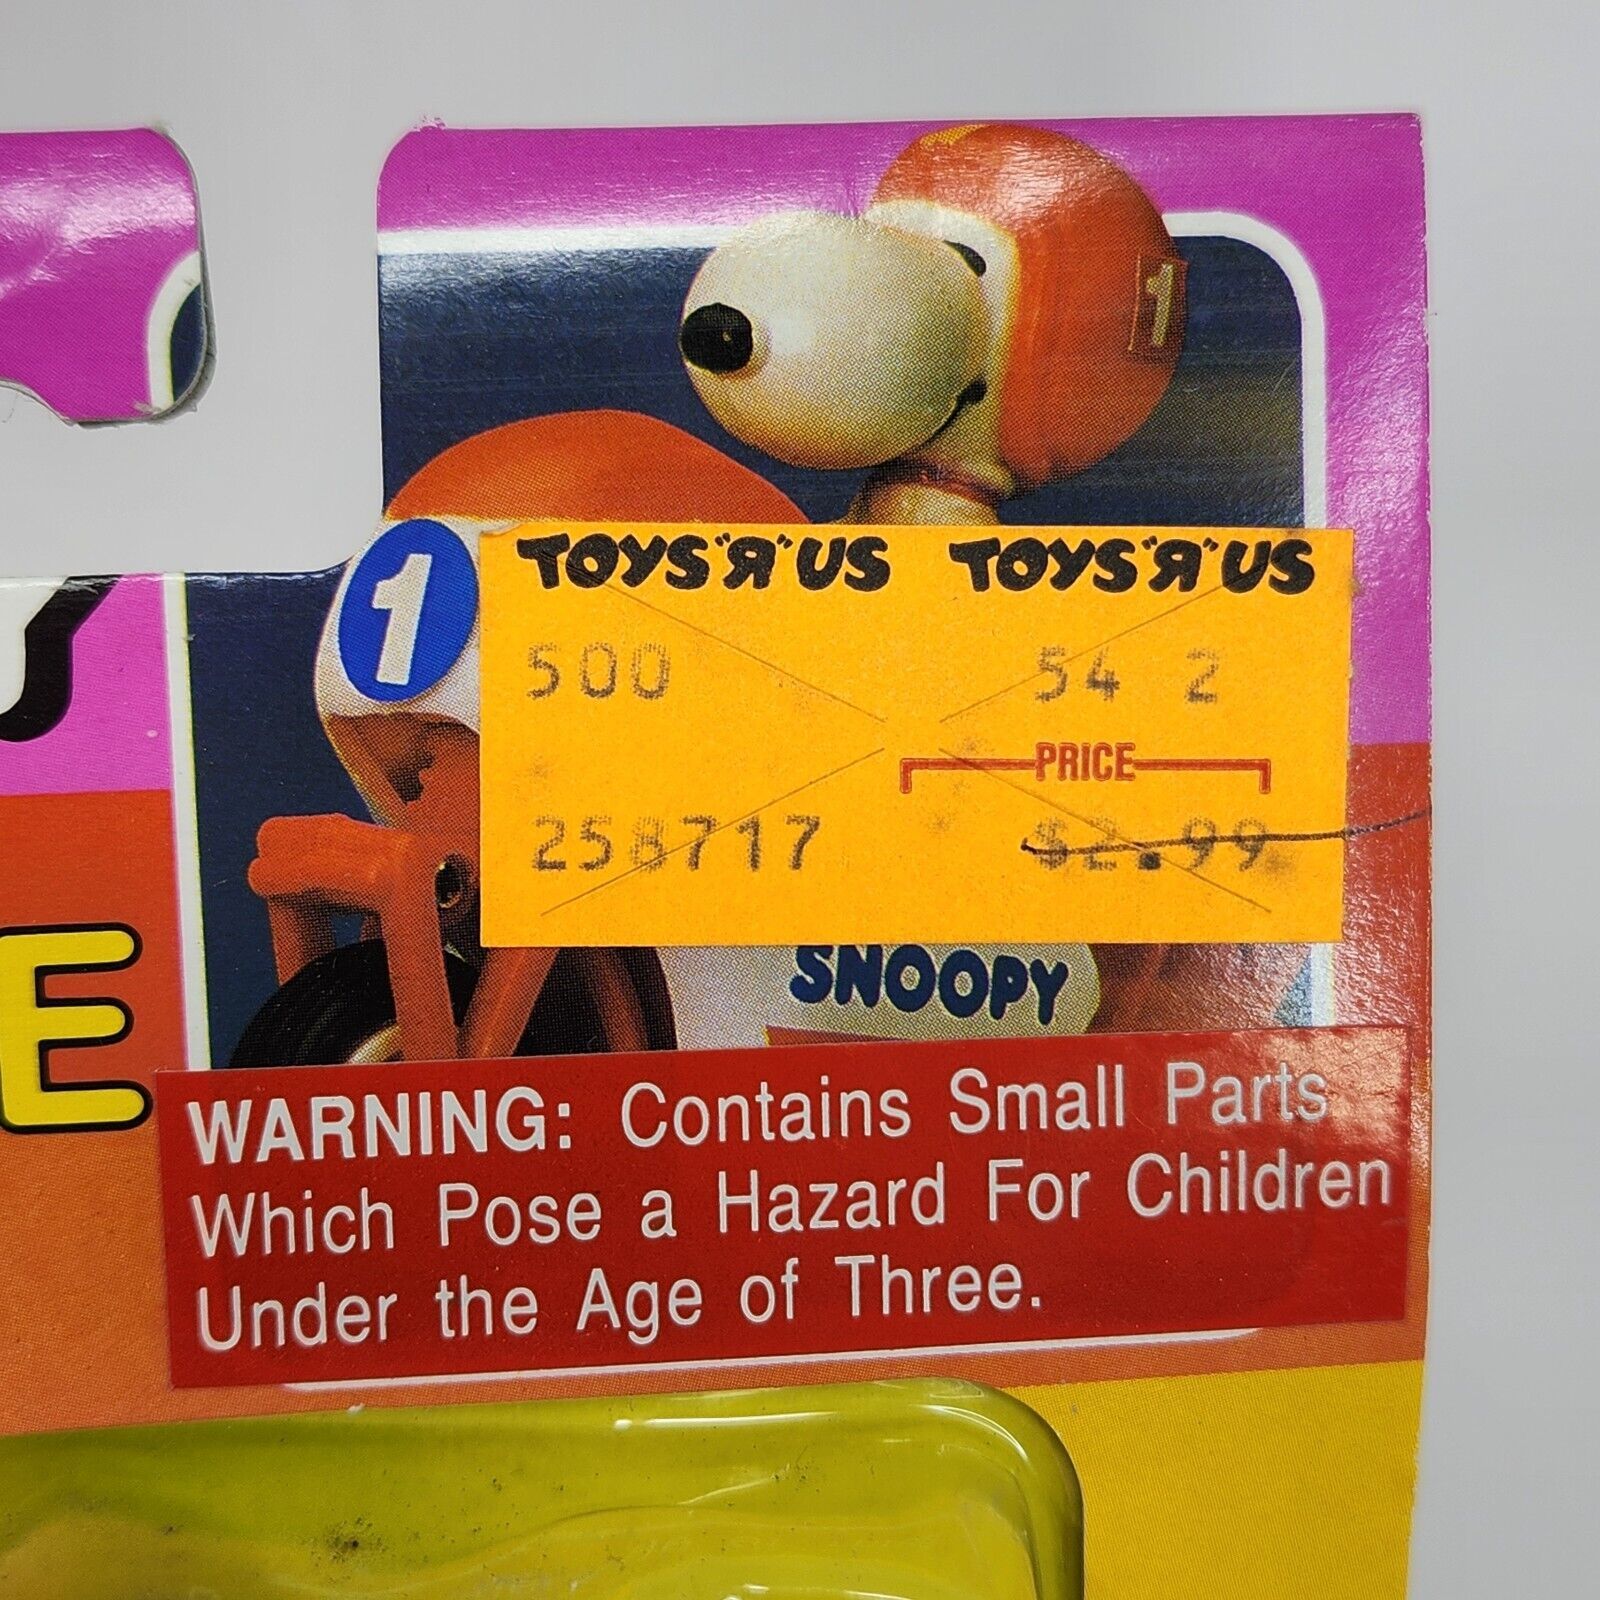 1
1
TOYS"R"US TOYS"R"US
500 54 2
PRICE
258717 $2.99
SNOOPY
E
WARNING: Contains Small Parts
Which Pose a Hazard For Children
Under the Age of Three.